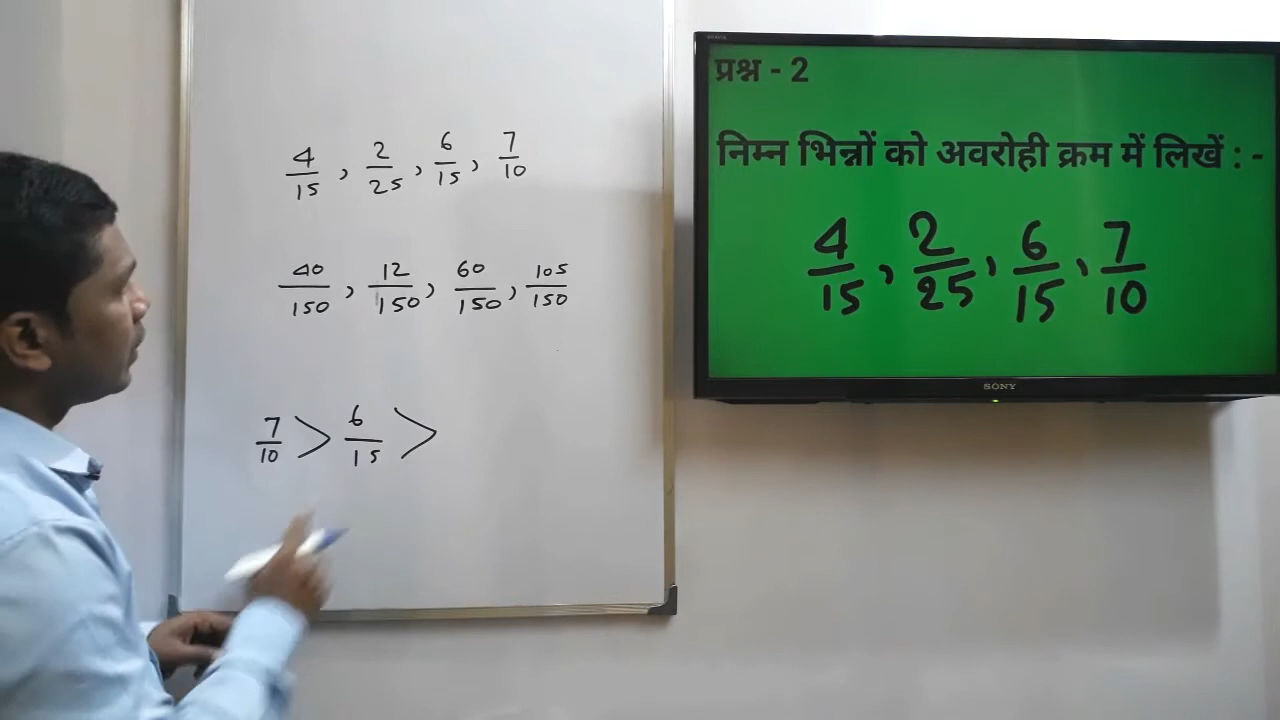 4/15 , 2/25 , 6/15 , 7/10
40/150 , 12/150 , 60/150 , 105/150
7/10 > 6/15 >
प्रश्न - 2
निम्न भिन्नों को अवरोही क्रम में लिखें : -
4/15 , 2/25 , 6/15 , 7/10
SONY